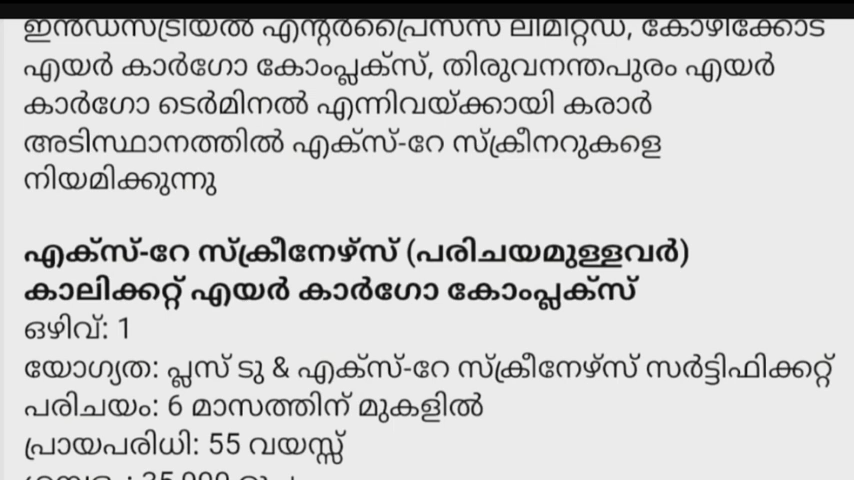 ഇൻഡസ്ട്രിയൽ എന്റർപ്രൈസസ് ലിമിറ്റഡ്, കോഴിക്കോട്
എയർ കാർഗോ കോംപ്ലക്സ്, തിരുവനന്തപുരം എയർ
കാർഗോ ടെർമിനൽ എന്നിവയ്ക്കായി കരാർ
അടിസ്ഥാനത്തിൽ എക്സ്-റേ സ്ക്രീനറുകളെ
നിയമിക്കുന്നു
എക്സ്-റേ സ്ക്രീനേഴ്സ് (പരിചയമുള്ളവർ)
കാലിക്കറ്റ് എയർ കാർഗോ കോംപ്ലക്സ്
ഒഴിവ്: 1
യോഗ്യത: പ്ലസ് ടു & എക്സ്-റേ സ്ക്രീനേഴ്സ് സർട്ടിഫിക്കറ്റ്
പരിചയം: 6 മാസത്തിന് മുകളിൽ
പ്രായപരിധി: 55 വയസ്സ്